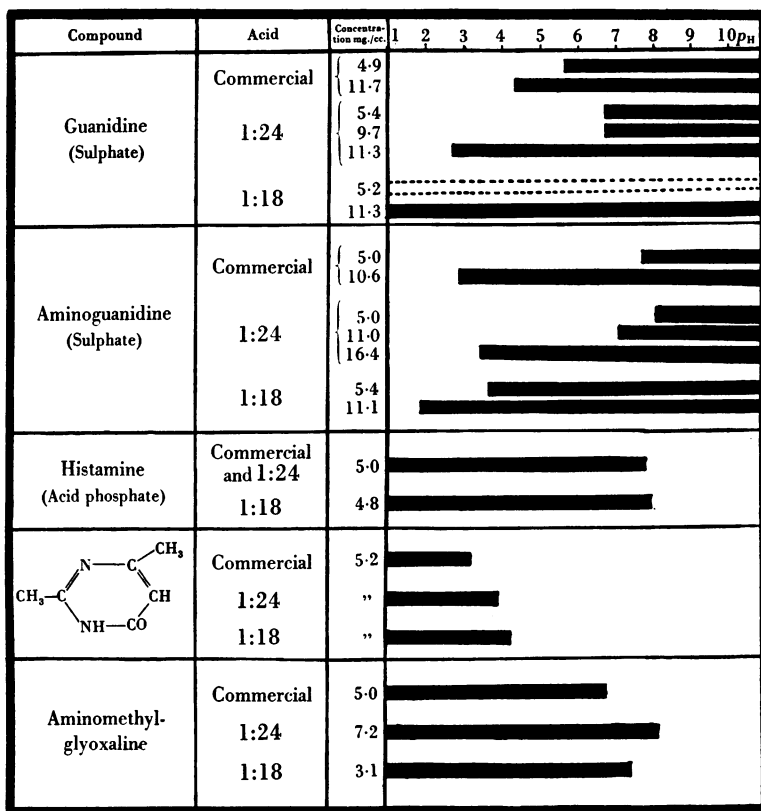 Compound Acid Concentra-
tion mg./cc. 1 2 3 4 5 6 7 8 9 10pH
Guanidine
(Sulphate)
Commercial
4·9
11·7
1:24
5·4
9·7
11·3
1:18
5·2
11·3
Aminoguanidine
(Sulphate)
Commercial
5·0
10·6
1:24
5·0
11·0
16·4
1:18
5·4
11·1
Histamine
(Acid phosphate)
Commercial
and 1:24
5·0
1:18
4·8
CH₃
N C
CH₃–C CH
NH–CO
Commercial
5·2
1:24
„
1:18
„
Aminomethyl-
glyoxaline
Commercial
5·0
1:24
7·2
1:18
3·1